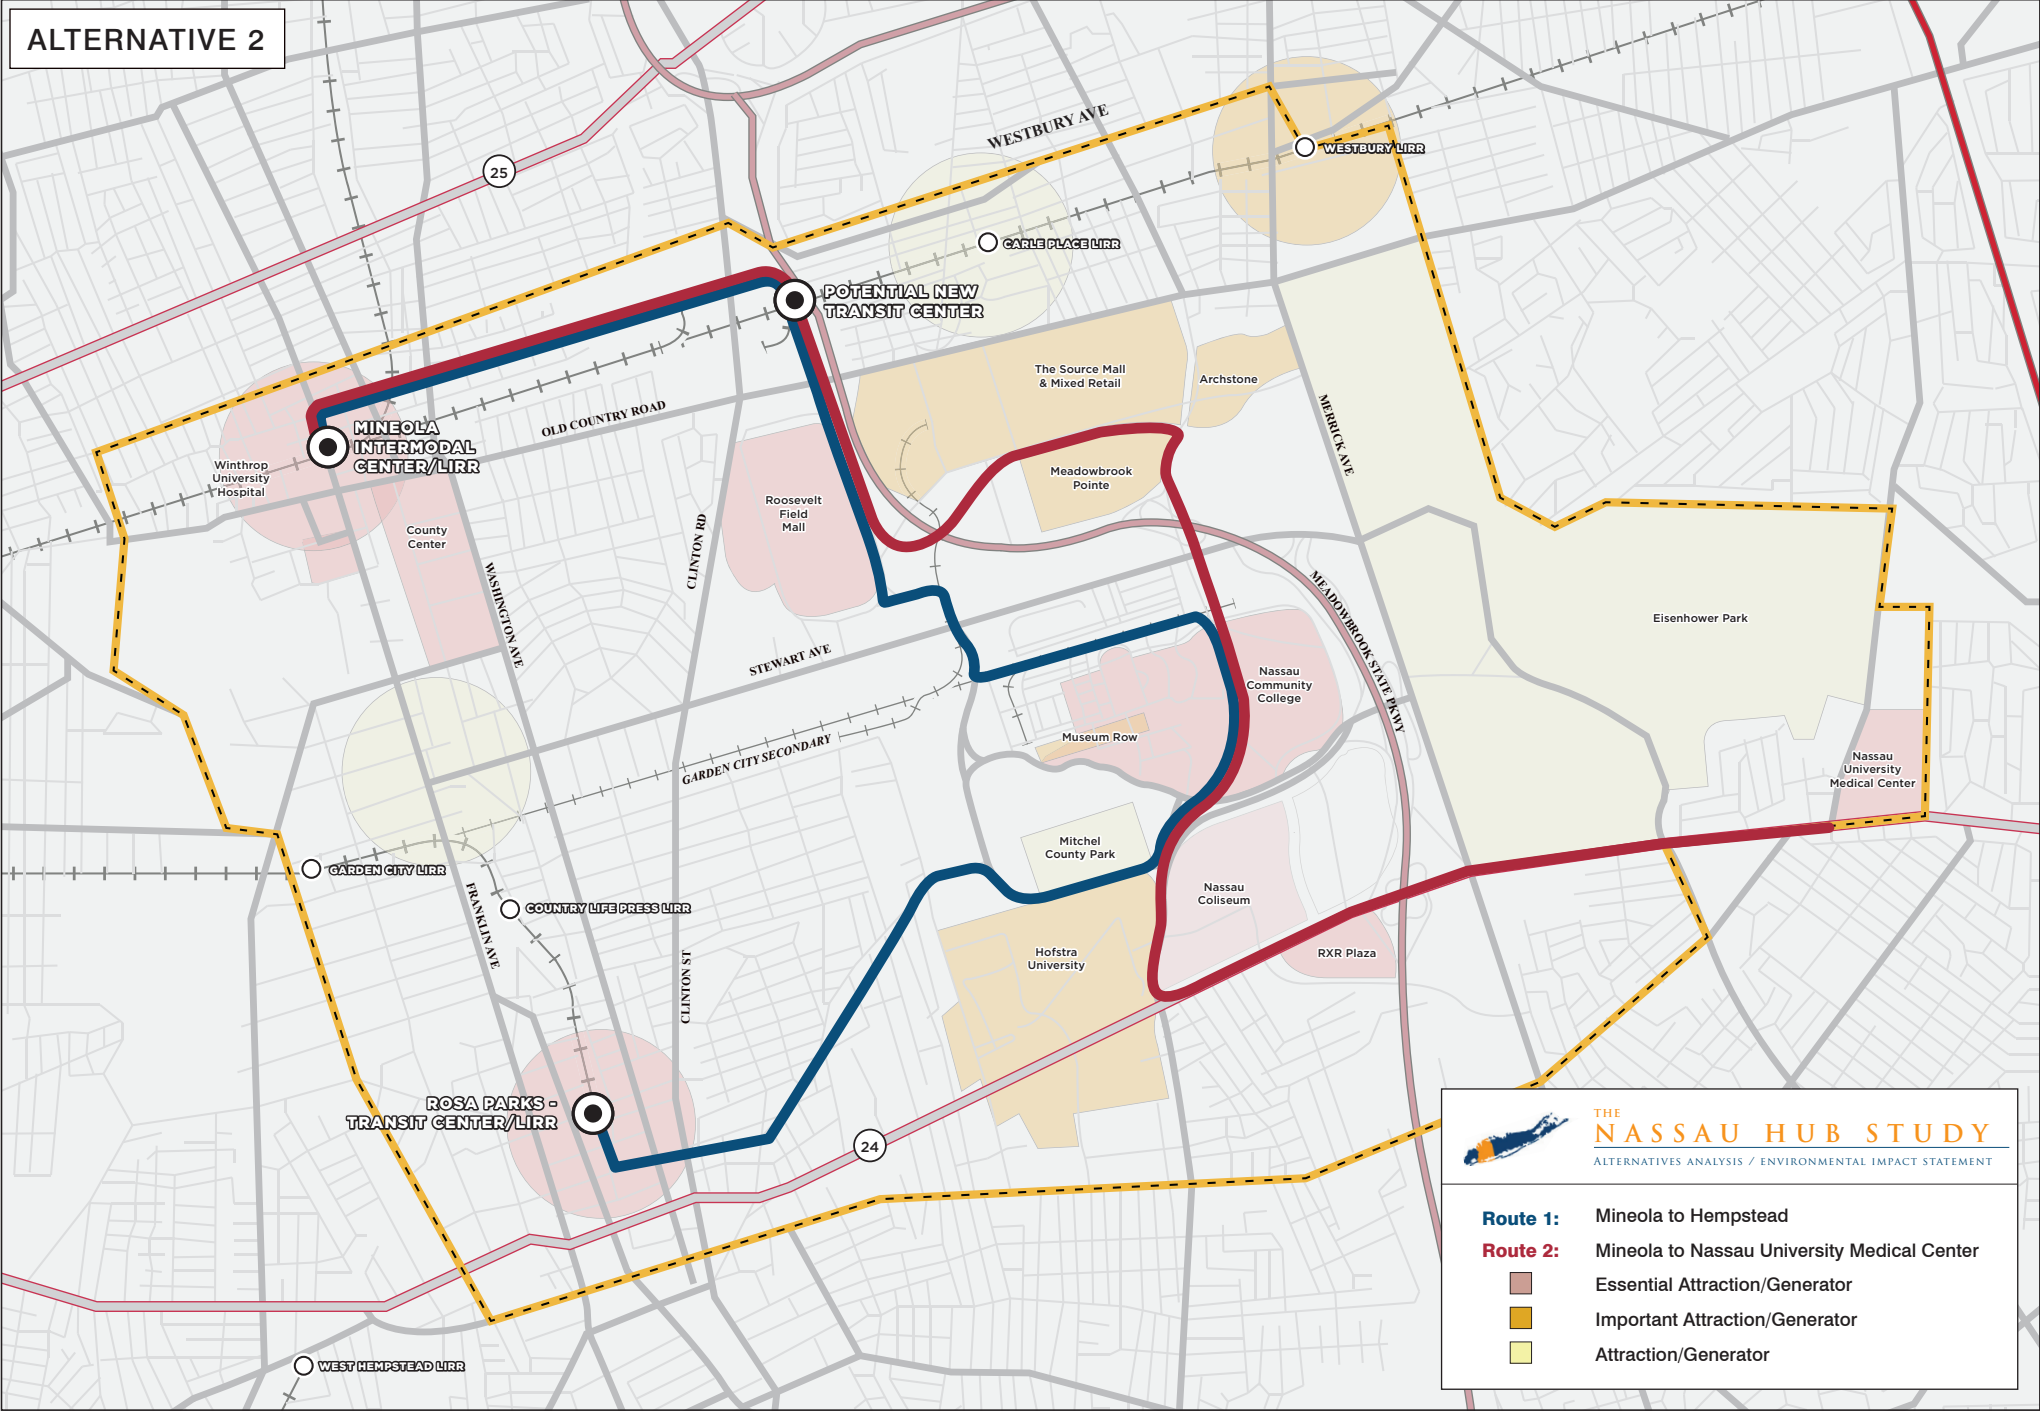 ALTERNATIVE 2
WESTBURY AVE
WESTBURY LIRR
25
CARLE PLACE LIRR
POTENTIAL NEW
TRANSIT CENTER
The Source Mall
& Mixed Retail
Archstone
MERRICK AVE
OLD COUNTRY ROAD
MINEOLA
INTERMODAL
CENTER/LIRR
Winthrop
University
Hospital
County
Center
Roosevelt
Field
Mall
Meadowbrook
Pointe
CLINTON RD
WASHINGTON AVE
MEADOWBROOK STATE PKWY
Eisenhower Park
STEWART AVE
Nassau
Community
College
Museum Row
GARDEN CITY SECONDARY
Nassau
University
Medical Center
Mitchel
County Park
GARDEN CITY LIRR
COUNTRY LIFE PRESS LIRR
FRANKLIN AVE
CLINTON ST
Nassau
Coliseum
Hofstra
University
RXR Plaza
ROSA PARKS -
TRANSIT CENTER/LIRR
24
WEST HEMPSTEAD LIRR
THE
NASSAU HUB STUDY
ALTERNATIVES ANALYSIS / ENVIRONMENTAL IMPACT STATEMENT
Route 1: Mineola to Hempstead
Route 2: Mineola to Nassau University Medical Center
Essential Attraction/Generator
Important Attraction/Generator
Attraction/Generator